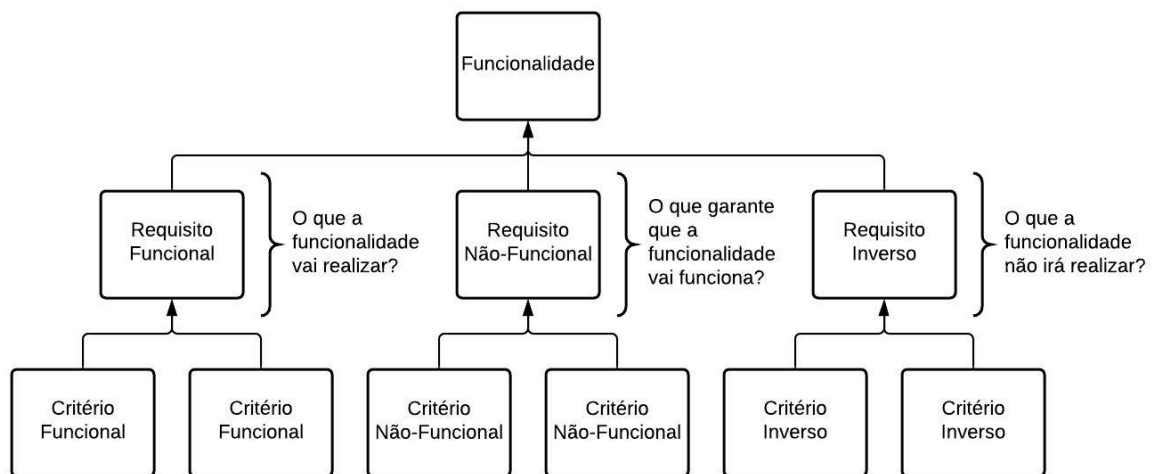 Funcionalidade
Requisito
Funcional
O que a
funcionalidade
vai realizar?
Requisito
Não-Funcional
O que garante
que a
funcionalidade
vai funciona?
Requisito
Inverso
O que a
funcionalidade
não irá realizar?
Critério
Funcional
Critério
Funcional
Critério
Não-Funcional
Critério
Não-Funcional
Critério
Inverso
Critério
Inverso